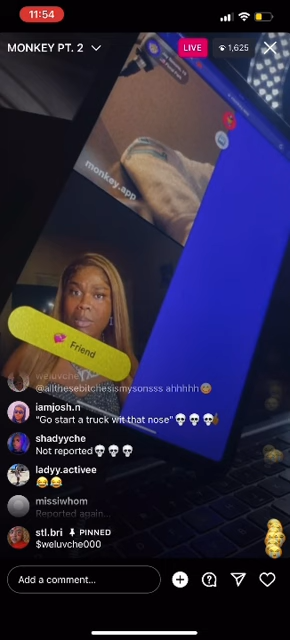 11:54
MONKEY PT. 2
LIVE
1,625
monkey.app
Friend
weluvche
@allthesebitchesismysonsss ahhhhh
iamjosh.n
"Go start a truck wit that nose"
shadyyche
Not reported
ladyy.activee
missiwhom
Reported again...
stl.bri PINNED
$weluvche000
Add a comment...